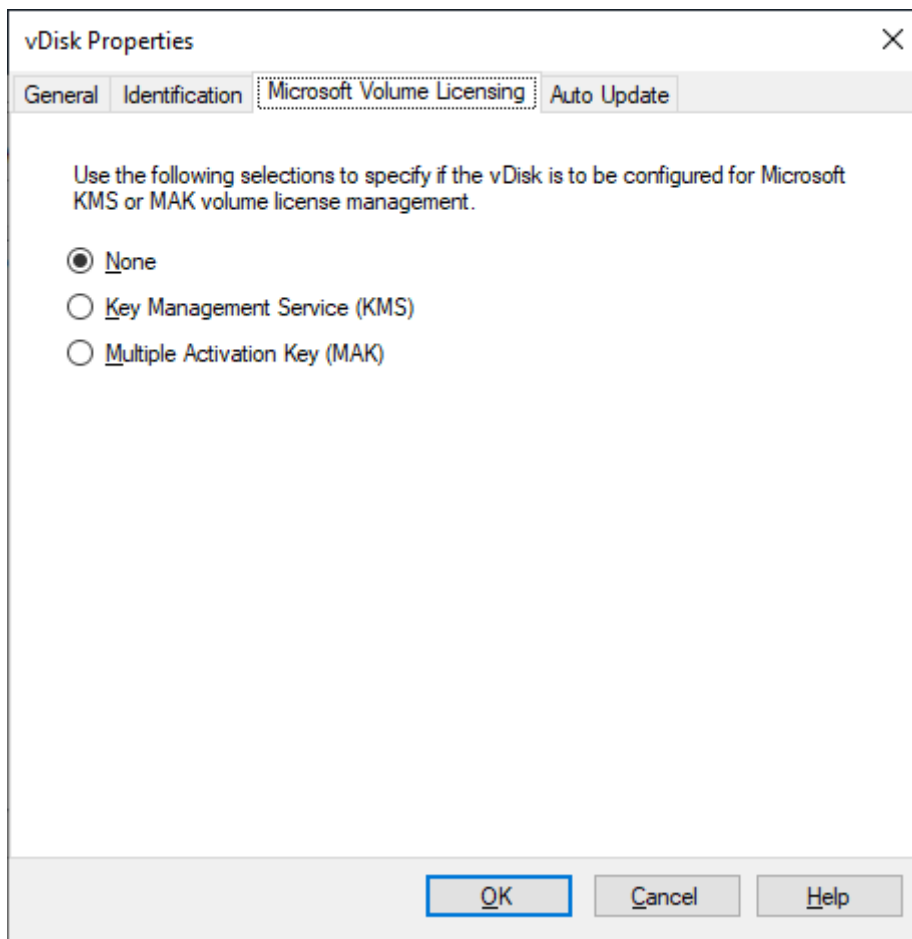 vDisk Properties
General Identification Microsoft Volume Licensing Auto Update
Use the following selections to specify if the vDisk is to be configured for Microsoft
KMS or MAK volume license management.
None
Key Management Service (KMS)
Multiple Activation Key (MAK)
OK Cancel Help